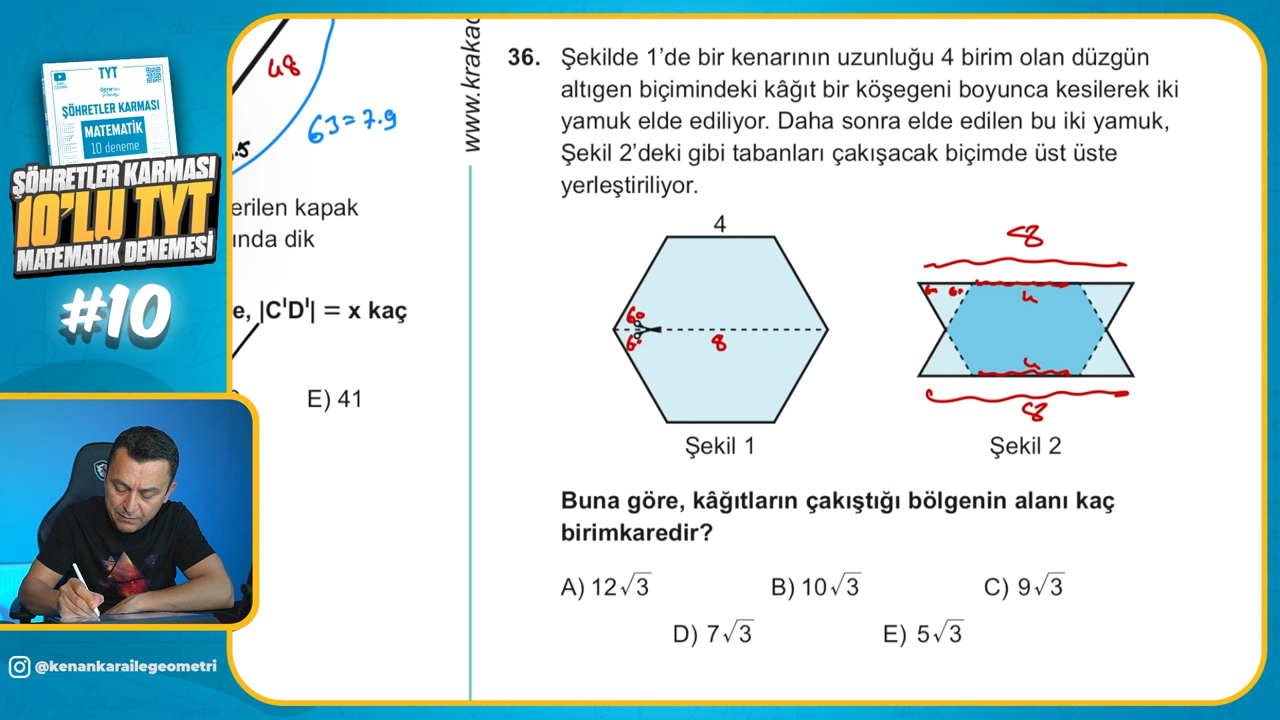 TYT
ŞÖHRETLER KARMASI
MATEMATİK
10 deneme
ŞÖHRETLER KARMASI
10'LU TYT
MATEMATİK DENEMESİ
#10
@kenankarailegeometri
48
63=7.9
.5
erilen kapak
ında dik
e, |C'D'| = x kaç
E) 41
www.krakac
36. Şekilde 1'de bir kenarının uzunluğu 4 birim olan düzgün
altıgen biçimindeki kâğıt bir köşegeni boyunca kesilerek iki
yamuk elde ediliyor. Daha sonra elde edilen bu iki yamuk,
Şekil 2'deki gibi tabanları çakışacak biçimde üst üste
yerleştiriliyor.
4
60
60
8
Şekil 1
8
60 60
4
4
8
Şekil 2
Buna göre, kâğıtların çakıştığı bölgenin alanı kaç
birimkaredir?
A) 12√3 B) 10√3 C) 9√3
D) 7√3 E) 5√3